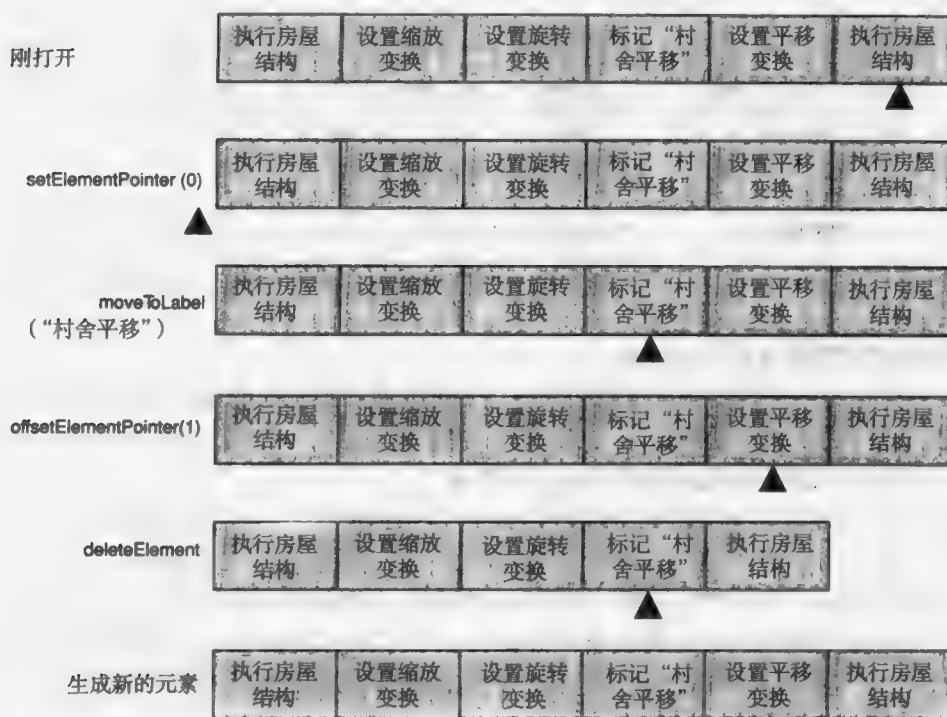 刚打开
执行房屋 设置缩放 设置旋转 标记“村 设置平移 执行房屋
结构 变换 变换 舍平移” 变换 结构
setElementPointer (0)
执行房屋 设置缩放 设置旋转 标记“村 设置平移 执行房屋
结构 变换 变换 舍平移” 变换 结构
moveToLabel
(“村舍平移”)
执行房屋 设置缩放 设置旋转 标记“村 设置平移 执行房屋
结构 变换 变换 舍平移” 变换 结构
offsetElementPointer(1)
执行房屋 设置缩放 设置旋转 标记“村 设置平移 执行房屋
结构 变换 变换 舍平移” 变换 结构
deleteElement
执行房屋 设置缩放 设置旋转 标记“村 执行房屋
结构 变换 变换 舍平移” 结构
生成新的元素
执行房屋 设置缩放 设置旋转 标记“村 设置平移 执行房屋
结构 变换 变换 舍平移” 变换 结构